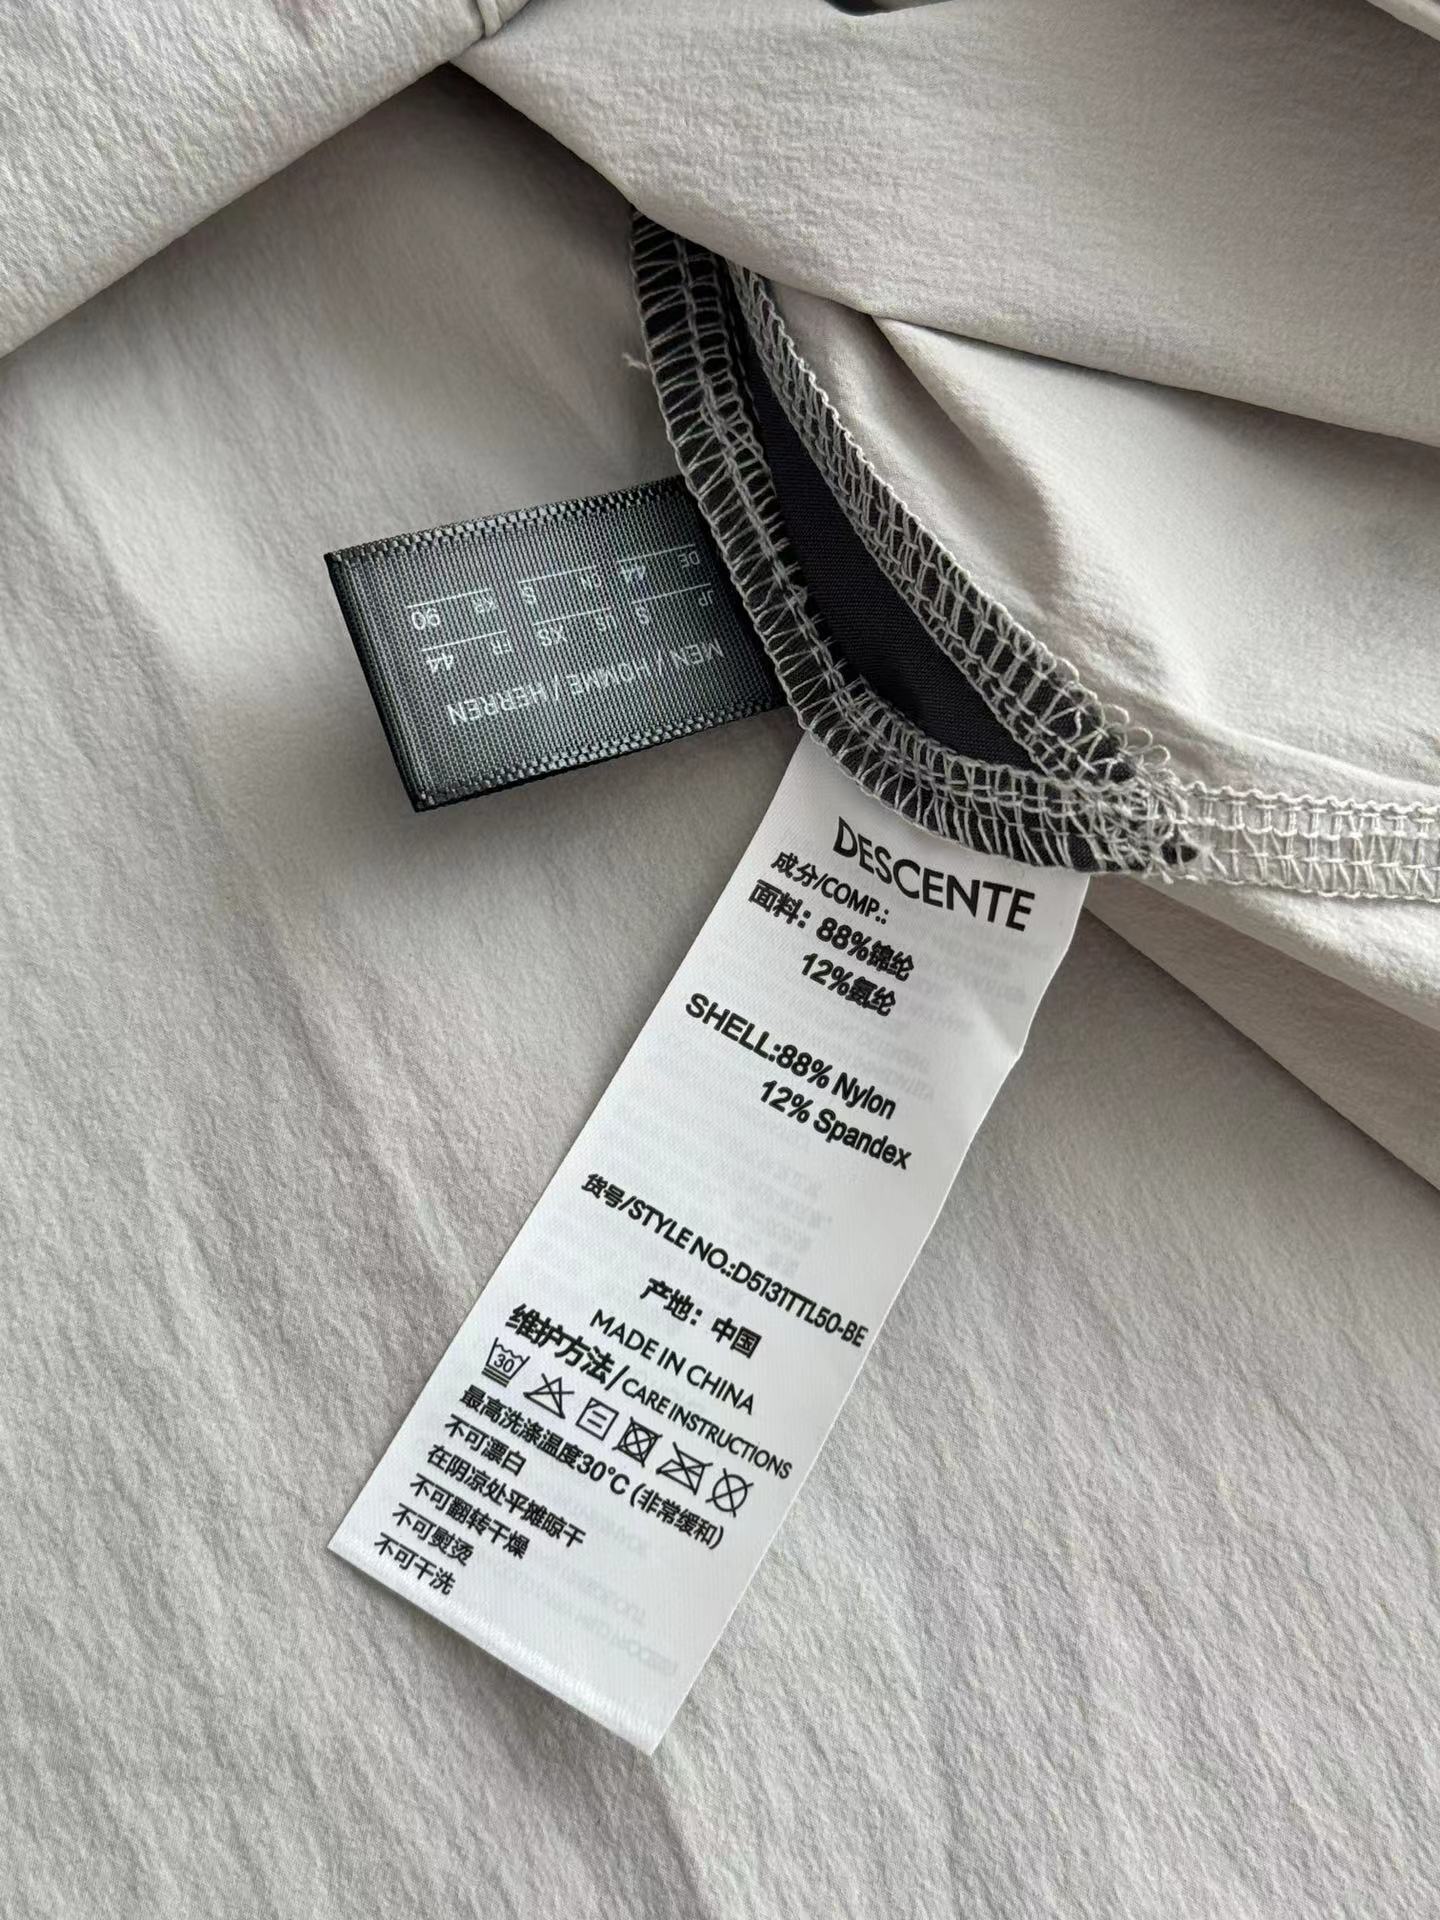 MEN / HOMME / HERREN
JP US FR
S XS 44
DE CN KR
44 S 90
DESCENTE
成分/COMP.:
面料：88%锦纶
12%氨纶
SHELL:88% Nylon
12% Spandex
货号/STYLE NO.:D5131TTL50-BE
产地：中国
MADE IN CHINA
维护方法/CARE INSTRUCTIONS
30
最高洗涤温度30°C (非常缓和)
不可漂白
在阴凉处平摊晾干
不可翻转干燥
不可熨烫
不可干洗